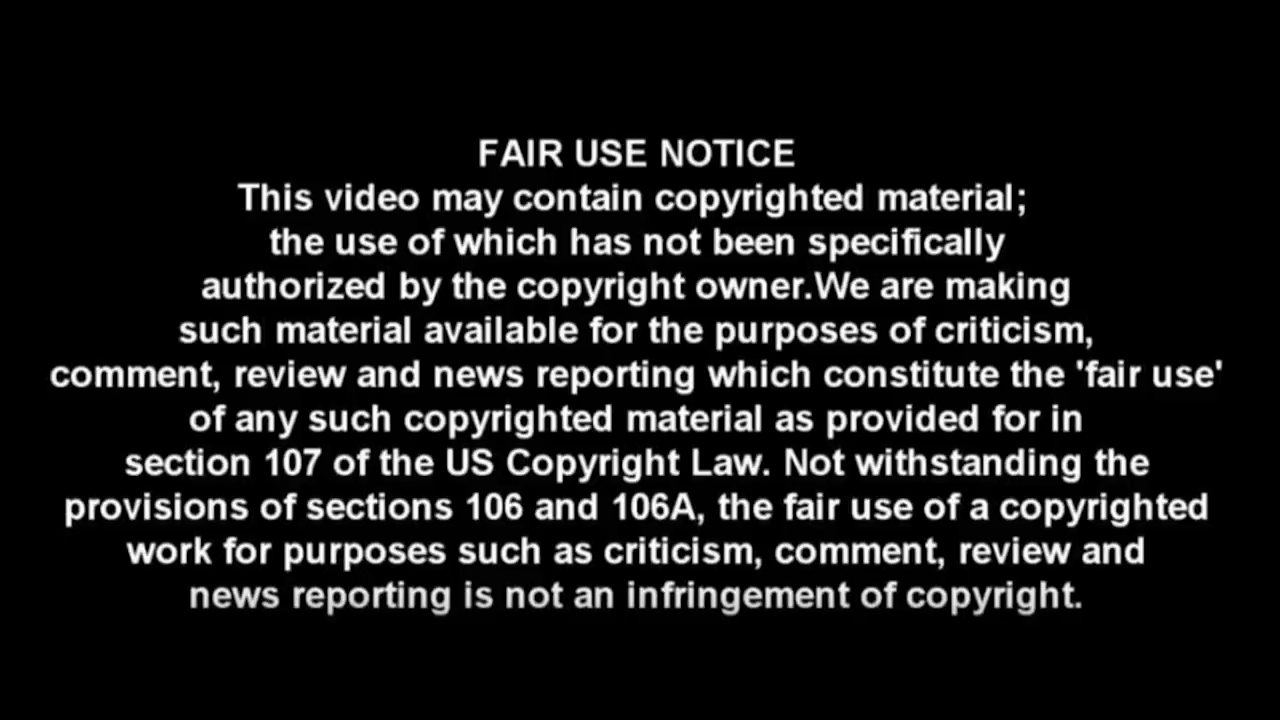 FAIR USE NOTICE
This video may contain copyrighted material;
the use of which has not been specifically
authorized by the copyright owner.We are making
such material available for the purposes of criticism,
comment, review and news reporting which constitute the 'fair use'
of any such copyrighted material as provided for in
section 107 of the US Copyright Law. Not withstanding the
provisions of sections 106 and 106A, the fair use of a copyrighted
work for purposes such as criticism, comment, review and
news reporting is not an infringement of copyright.